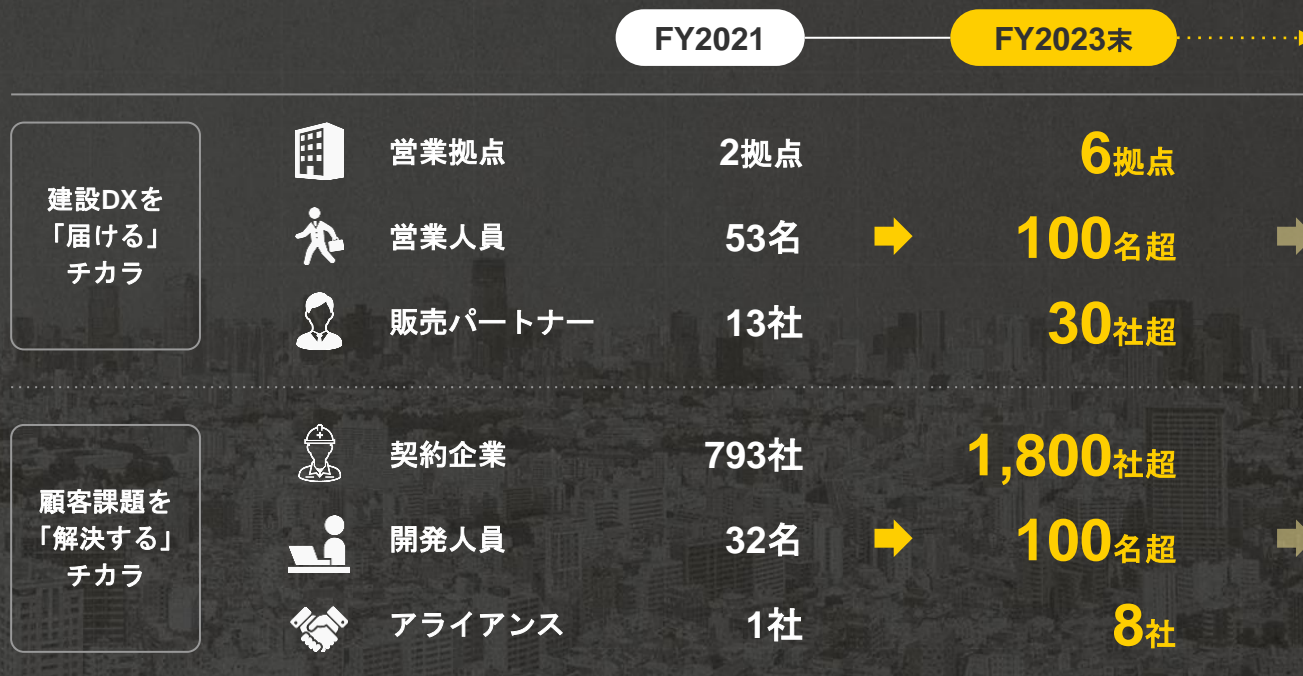 FY2021
FY2023末
建設DXを
「届ける」
チカラ
営業拠点
2拠点
6拠点
営業人員
53名
100名超
販売パートナー
13社
30社超
顧客課題を
「解決する」
チカラ
契約企業
793社
1,800社超
開発人員
32名
100名超
アライアンス
1社
8社